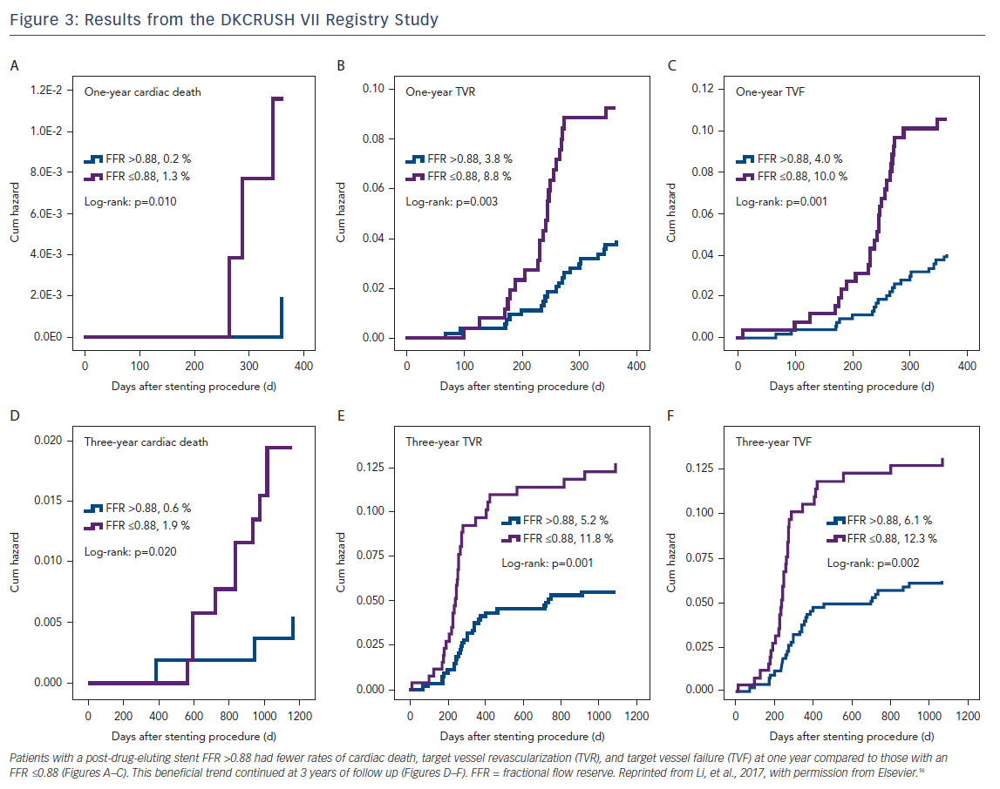 Figure 3: Results from the DKCRUSH VII Registry Study
A
One-year cardiac death
1.2E-2
1.0E-2
8.0E-3
6.0E-3
4.0E-3
2.0E-3
0.0E0
Cum hazard
FFR >0.88, 0.2 %
FFR ≤0.88, 1.3 %
Log-rank: p=0.010
0 100 200 300 400
Days after stenting procedure (d)
B
One-year TVR
0.10
0.08
0.06
0.04
0.02
0.00
Cum hazard
FFR >0.88, 3.8 %
FFR ≤0.88, 8.8 %
Log-rank: p=0.003
0 100 200 300 400
Days after stenting procedure (d)
C
One-year TVF
0.12
0.10
0.08
0.06
0.04
0.02
0.00
Cum hazard
FFR >0.88, 4.0 %
FFR ≤0.88, 10.0 %
Log-rank: p=0.001
0 100 200 300 400
Days after stenting procedure (d)
D
Three-year cardiac death
0.020
0.015
0.010
0.005
0.000
Cum hazard
FFR >0.88, 0.6 %
FFR ≤0.88, 1.9 %
Log-rank: p=0.020
0 200 400 600 800 1000 1200
Days after stenting procedure (d)
E
Three-year TVR
0.125
0.100
0.075
0.050
0.025
0.000
Cum hazard
FFR >0.88, 5.2 %
FFR ≤0.88, 11.8 %
Log-rank: p=0.001
0 200 400 600 800 1000 1200
Days after stenting procedure (d)
F
Three-year TVF
0.125
0.100
0.075
0.050
0.025
0.000
Cum hazard
FFR >0.88, 6.1 %
FFR ≤0.88, 12.3 %
Log-rank: p=0.002
0 200 400 600 800 1000 1200
Days after stenting procedure (d)
Patients with a post-drug-eluting stent FFR >0.88 had fewer rates of cardiac death, target vessel revascularization (TVR), and target vessel failure (TVF) at one year compared to those with an
FFR ≤0.88 (Figures A–C). This beneficial trend continued at 3 years of follow up (Figures D–F). FFR = fractional flow reserve. Reprinted from Li, et al., 2017, with permission from Elsevier.¹⁶